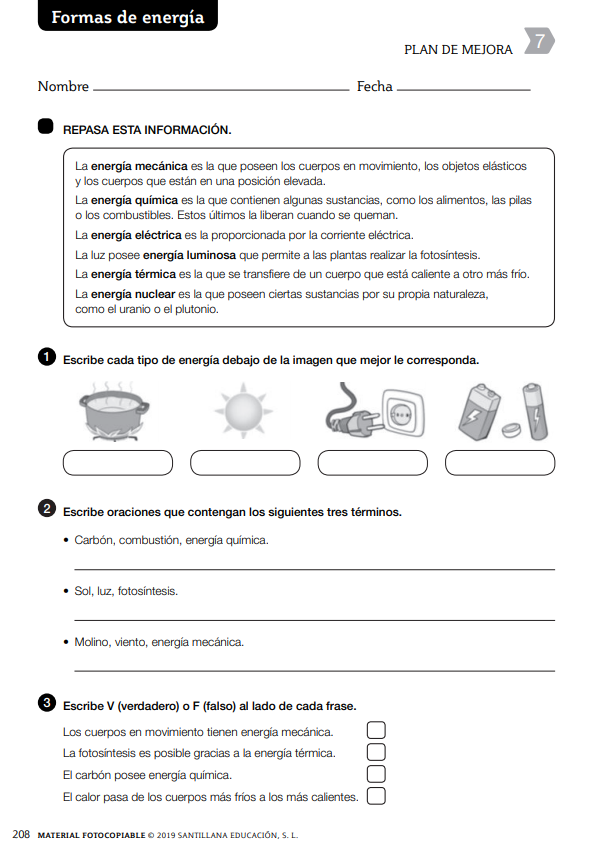 Formas de energía
PLAN DE MEJORA 7
Nombre Fecha
REPASA ESTA INFORMACIÓN.
La energía mecánica es la que poseen los cuerpos en movimiento, los objetos elásticos
y los cuerpos que están en una posición elevada.
La energía química es la que contienen algunas sustancias, como los alimentos, las pilas
o los combustibles. Estos últimos la liberan cuando se queman.
La energía eléctrica es la proporcionada por la corriente eléctrica.
La luz posee energía luminosa que permite a las plantas realizar la fotosíntesis.
La energía térmica es la que se transfiere de un cuerpo que está caliente a otro más frío.
La energía nuclear es la que poseen ciertas sustancias por su propia naturaleza,
como el uranio o el plutonio.
1 Escribe cada tipo de energía debajo de la imagen que mejor le corresponda.
2 Escribe oraciones que contengan los siguientes tres términos.
• Carbón, combustión, energía química.
• Sol, luz, fotosíntesis.
• Molino, viento, energía mecánica.
3 Escribe V (verdadero) o F (falso) al lado de cada frase.
Los cuerpos en movimiento tienen energía mecánica.
La fotosíntesis es posible gracias a la energía térmica.
El carbón posee energía química.
El calor pasa de los cuerpos más fríos a los más calientes.
208 MATERIAL FOTOCOPIABLE © 2019 SANTILLANA EDUCACIÓN, S. L.